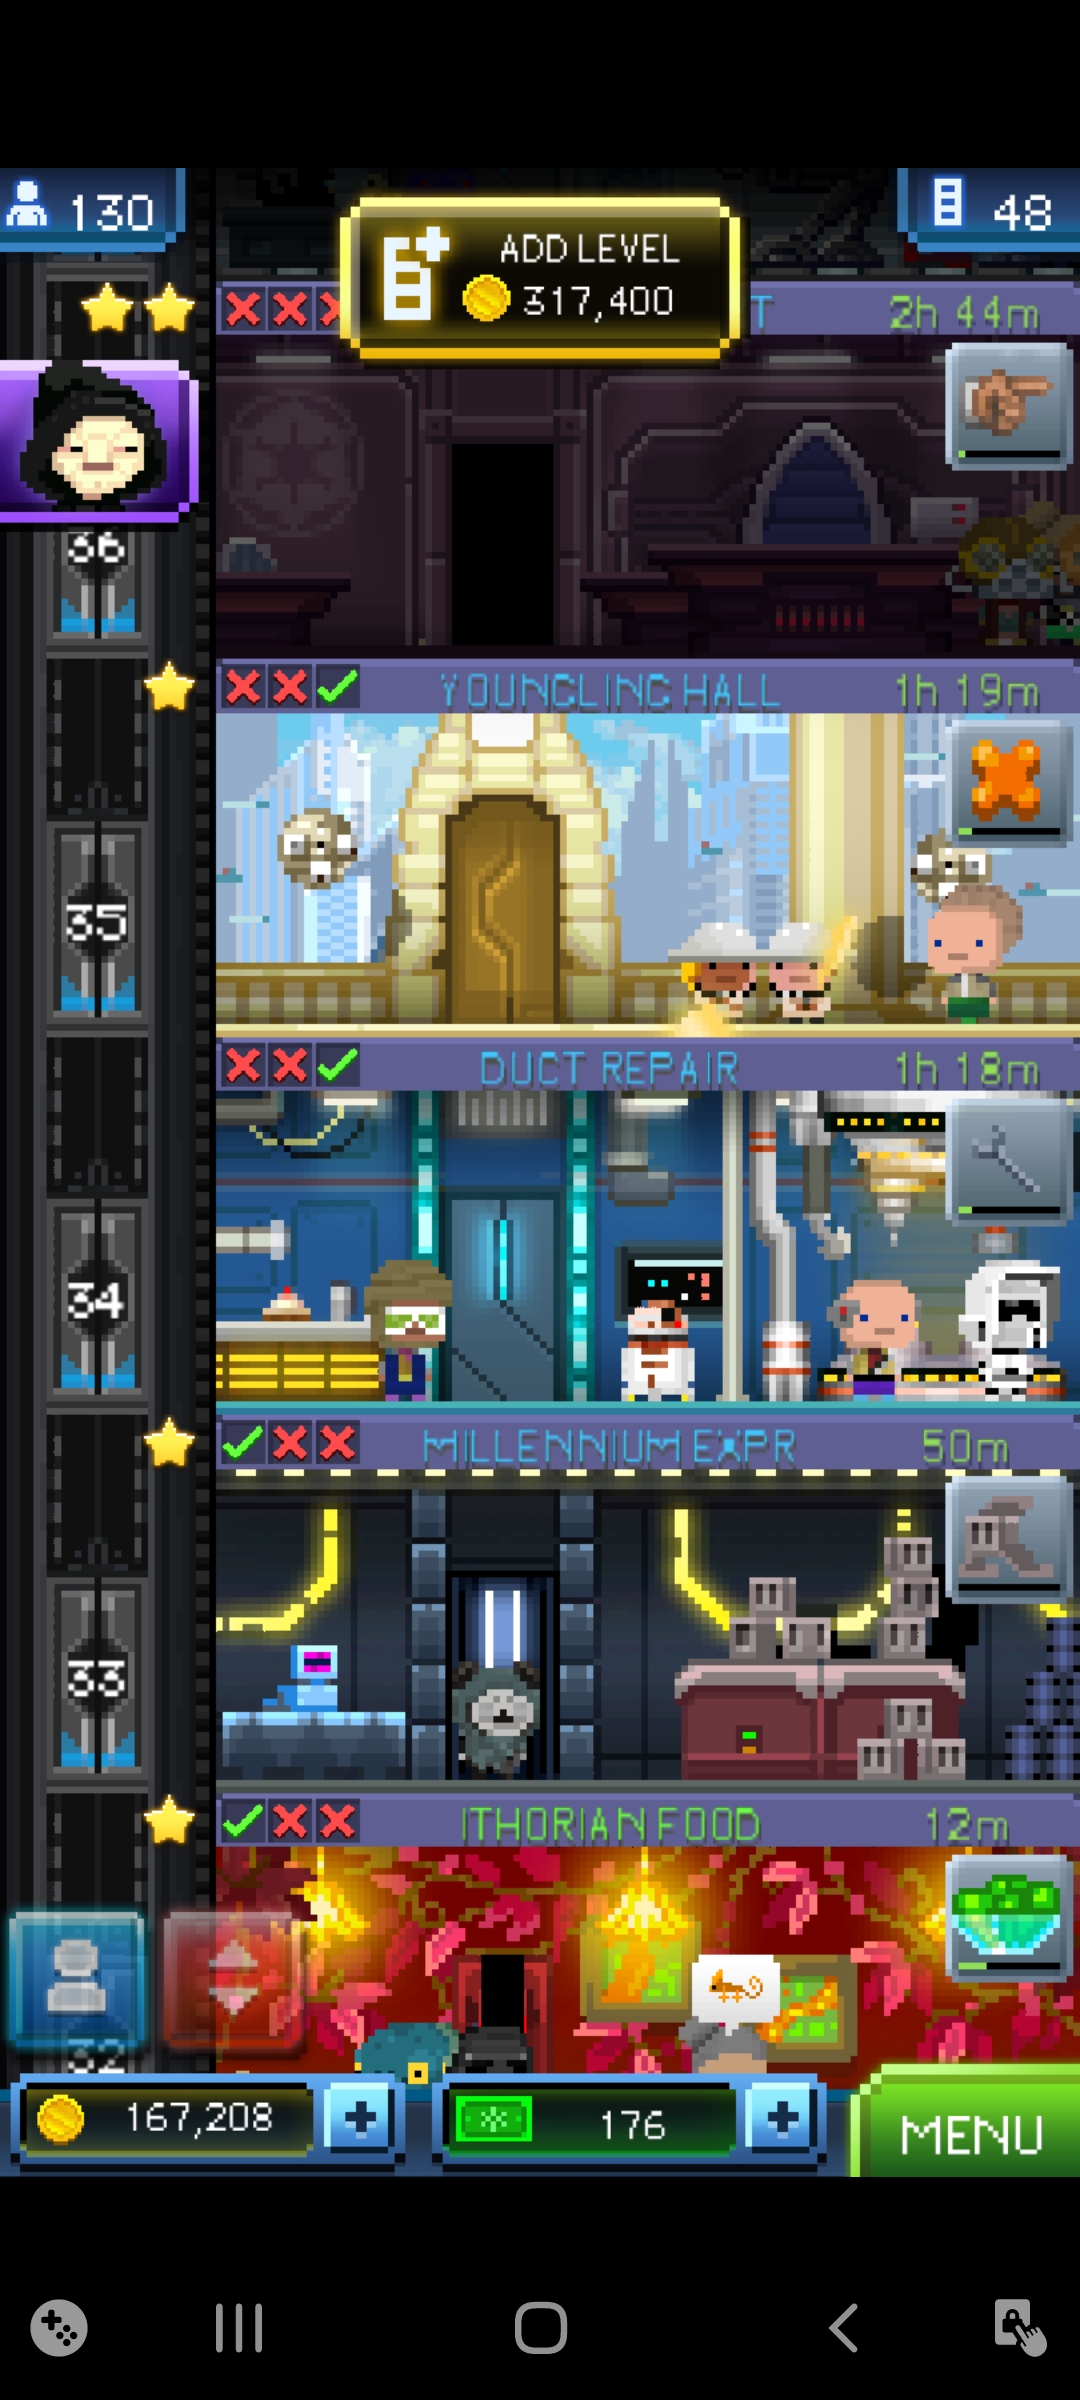 130
48
ADD LEVEL
317,400
T
2h 44m
36
YOUNGLING HALL
1h 19m
35
DUCT REPAIR
1h 18m
34
MILLENNIUM EXPR
50m
33
ITHORIAN FOOD
12m
32
167,208
176
MENU